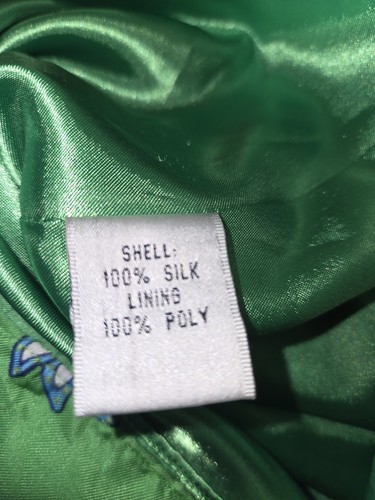 SHELL:
100% SILK
LINING
100% POLY